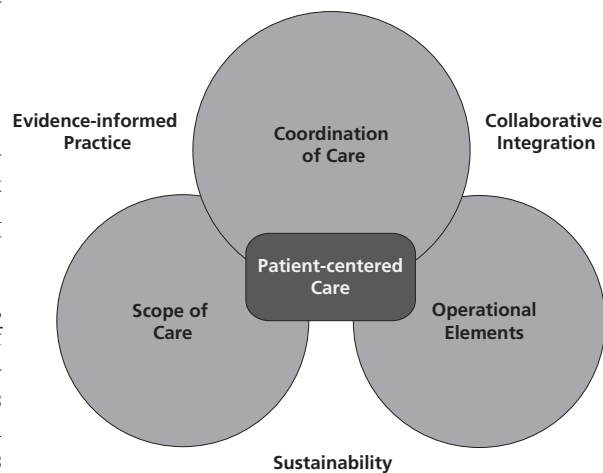 Evidence-informed
Practice
Coordination
of Care
Collaborative
Integration
Patient-centered
Care
Scope of
Care
Operational
Elements
Sustainability